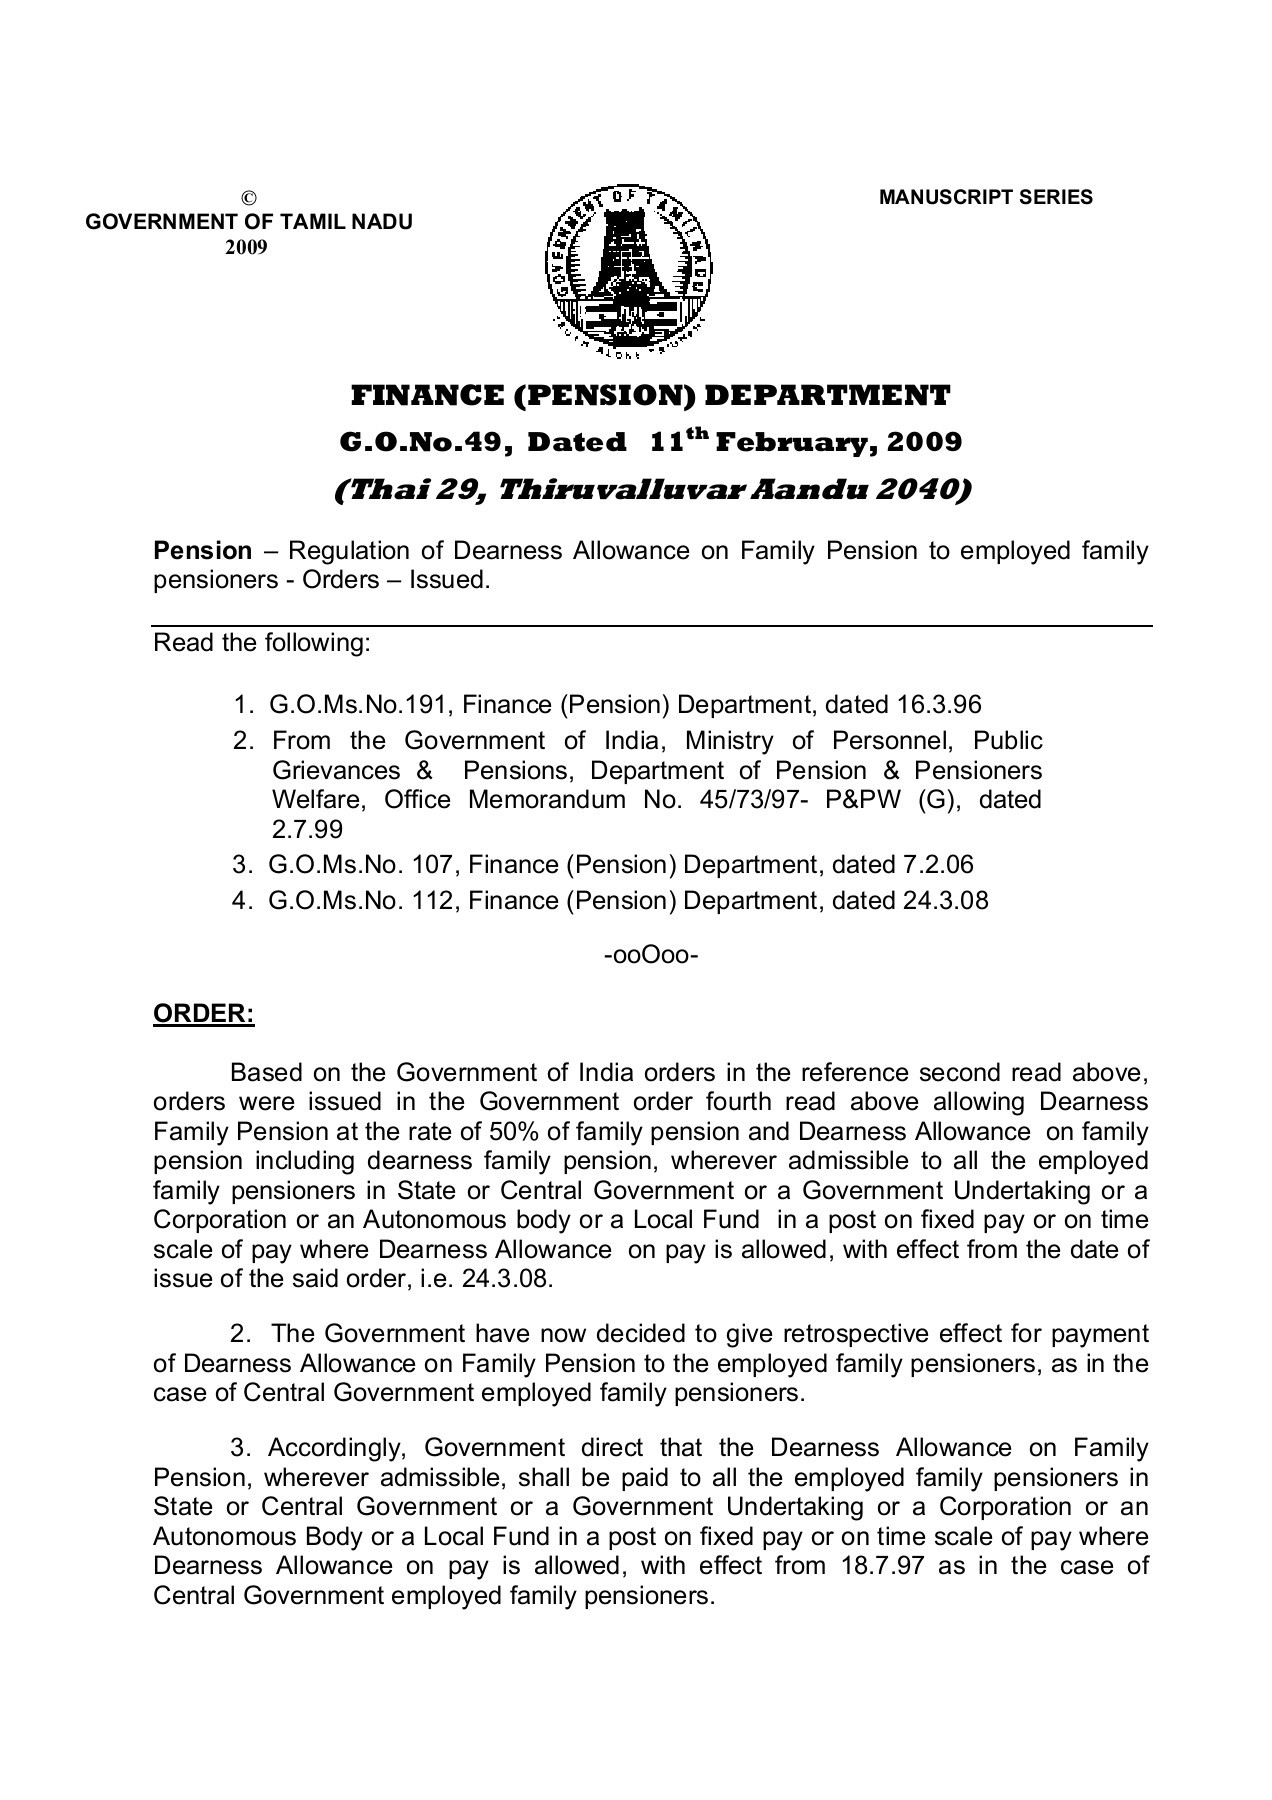 ©
GOVERNMENT OF TAMIL NADU
2009
MANUSCRIPT SERIES
GOVERNMENT OF TAMILNADU
FINANCE (PENSION) DEPARTMENT
G.O.No.49, Dated 11th February, 2009
(Thai 29, Thiruvalluvar Aandu 2040)
Pension – Regulation of Dearness Allowance on Family Pension to employed family
pensioners - Orders – Issued.
Read the following:
1. G.O.Ms.No.191, Finance (Pension) Department, dated 16.3.96
2. From the Government of India, Ministry of Personnel, Public
Grievances & Pensions, Department of Pension & Pensioners
Welfare, Office Memorandum No. 45/73/97- P&PW (G), dated
2.7.99
3. G.O.Ms.No. 107, Finance (Pension) Department, dated 7.2.06
4. G.O.Ms.No. 112, Finance (Pension) Department, dated 24.3.08
-ooOoo-
ORDER:
Based on the Government of India orders in the reference second read above,
orders were issued in the Government order fourth read above allowing Dearness
Family Pension at the rate of 50% of family pension and Dearness Allowance on family
pension including dearness family pension, wherever admissible to all the employed
family pensioners in State or Central Government or a Government Undertaking or a
Corporation or an Autonomous body or a Local Fund in a post on fixed pay or on time
scale of pay where Dearness Allowance on pay is allowed, with effect from the date of
issue of the said order, i.e. 24.3.08.
2. The Government have now decided to give retrospective effect for payment
of Dearness Allowance on Family Pension to the employed family pensioners, as in the
case of Central Government employed family pensioners.
3. Accordingly, Government direct that the Dearness Allowance on Family
Pension, wherever admissible, shall be paid to all the employed family pensioners in
State or Central Government or a Government Undertaking or a Corporation or an
Autonomous Body or a Local Fund in a post on fixed pay or on time scale of pay where
Dearness Allowance on pay is allowed, with effect from 18.7.97 as in the case of
Central Government employed family pensioners.